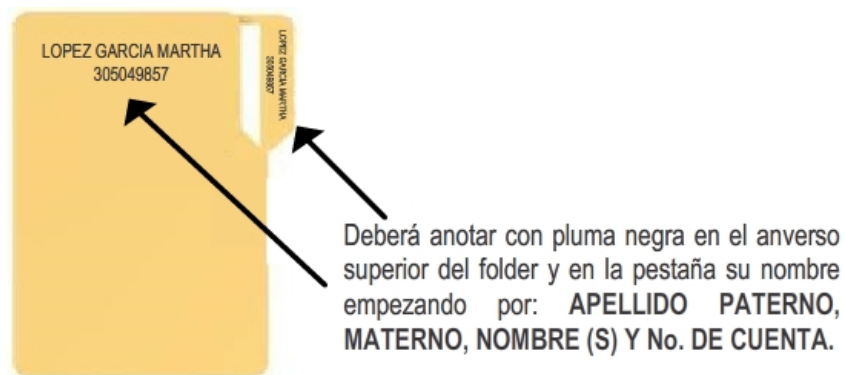 LOPEZ GARCIA MARTHA
305049857
LOPEZ GARCIA MARTHA
305049857
Deberá anotar con pluma negra en el anverso
superior del folder y en la pestaña su nombre
empezando por: APELLIDO PATERNO,
MATERNO, NOMBRE (S) Y No. DE CUENTA.